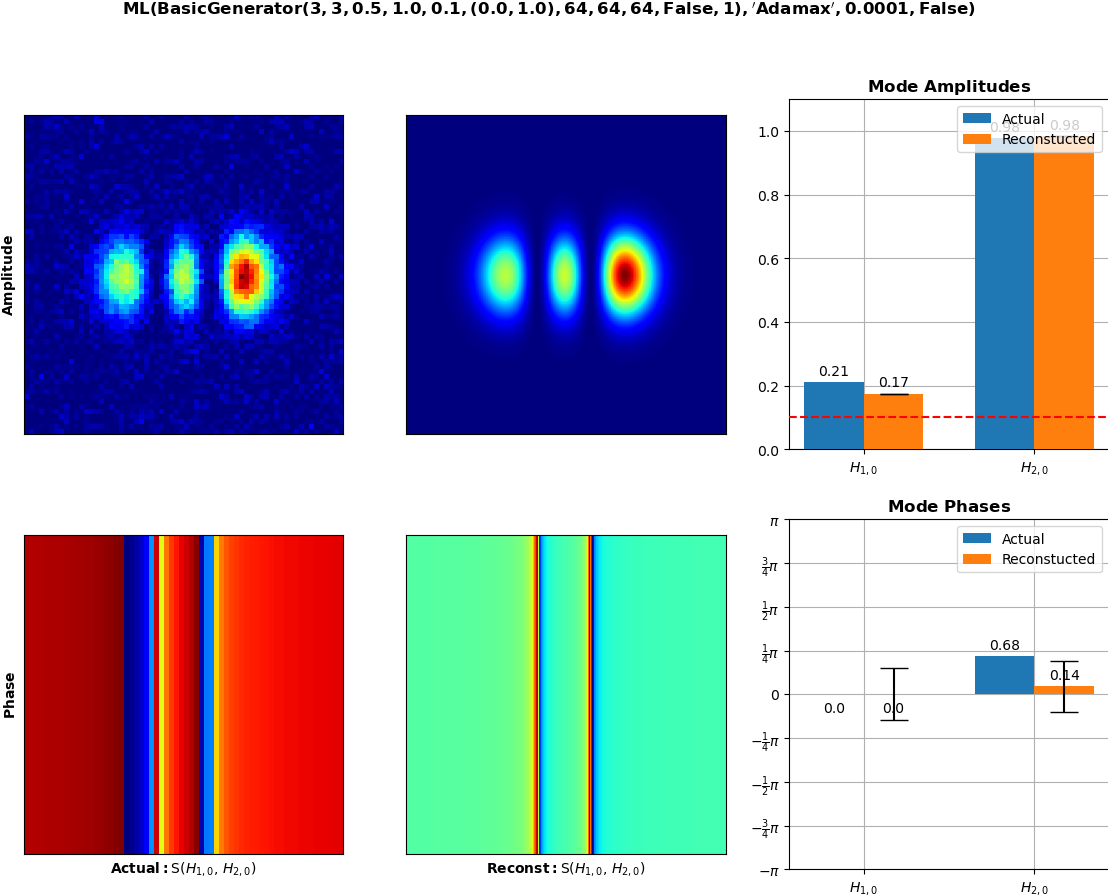 ML(BasicGenerator(3, 3, 0.5, 1.0, 0.1, (0.0, 1.0), 64, 64, 64, False, 1), ′Adamax′, 0.0001, False)
Mode Amplitudes
Actual
Reconstucted
0.98
0.98
1.0
0.8
0.6
0.4
0.2
0.0
0.21
0.17
H1, 0
H2, 0
Amplitude
Mode Phases
Actual
Reconstucted
π
3/4π
1/2π
1/4π
0
−1/4π
−1/2π
−3/4π
−π
0.68
0.14
0.0
0.0
H1, 0
H2, 0
Phase
Actual: S(H1, 0, H2, 0)
Reconst: S(H1, 0, H2, 0)